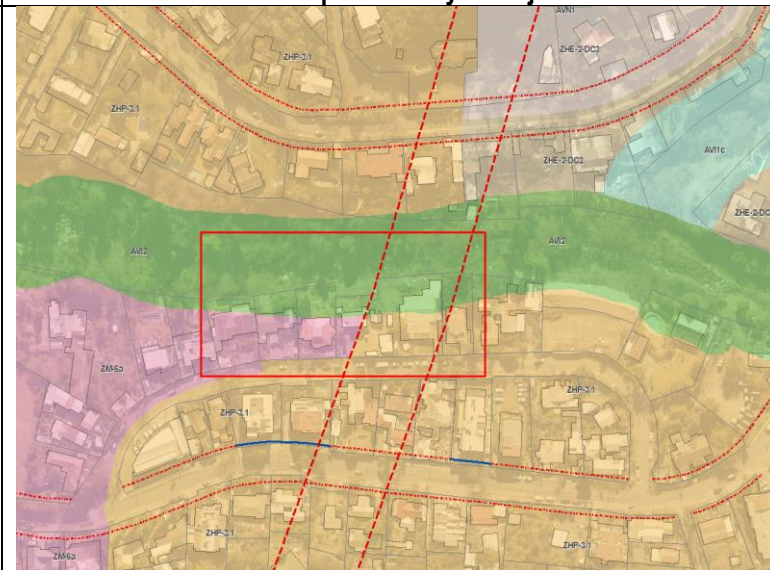 AVN1
ZHP-3.1
ZHE-2-DC3
ZHP-3.1
AVI1c
ZHE-2-DC2
ZHE-2-DC
AVI2
AVI2
ZM-6a
ZHP-3.1
ZHP-3.1
ZHP-3.1
ZHP-3.1
ZM-6a